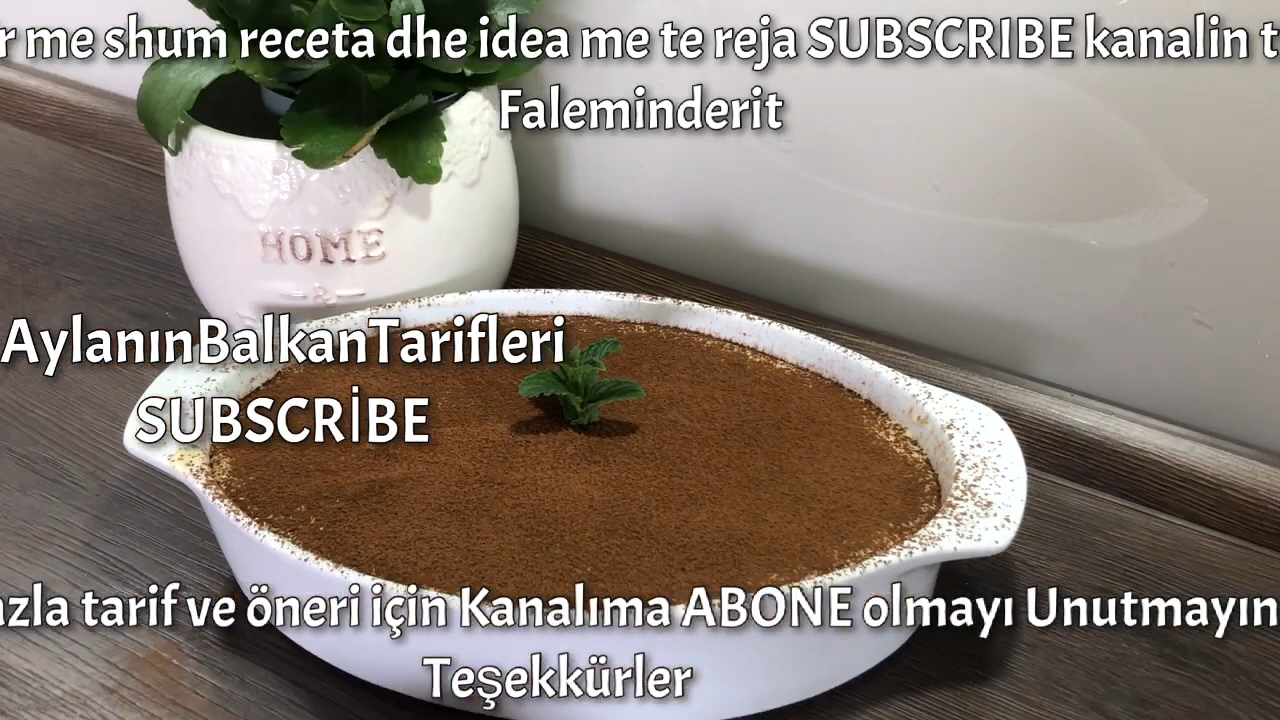 me shum receta dhe idea me te reja SUBSCRIBE kanalin
Faleminderit
HOME
&
AylanınBalkanTarifleri
SUBSCRİBE
tarif ve öneri için Kanalıma ABONE olmayı Unutmayın
Teşekkürler